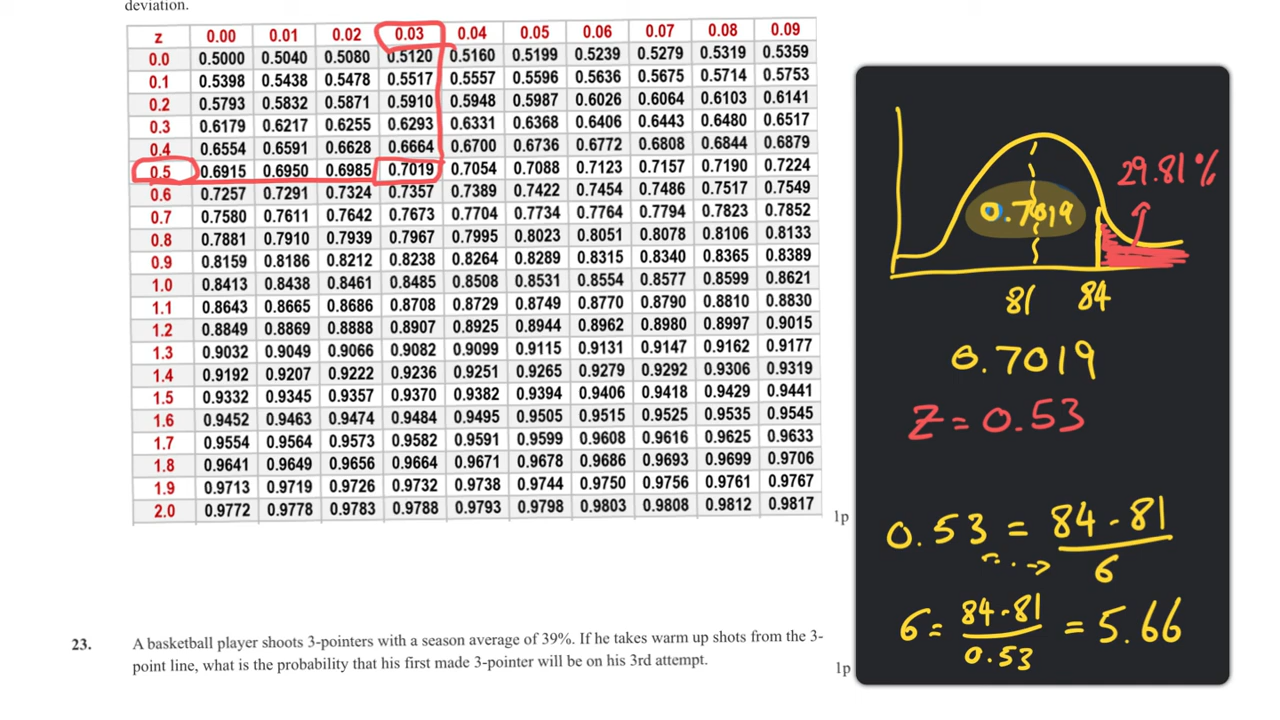 deviation.
z 0.00 0.01 0.02 0.03 0.04 0.05 0.06 0.07 0.08 0.09
0.0 0.5000 0.5040 0.5080 0.5120 0.5160 0.5199 0.5239 0.5279 0.5319 0.5359
0.1 0.5398 0.5438 0.5478 0.5517 0.5557 0.5596 0.5636 0.5675 0.5714 0.5753
0.2 0.5793 0.5832 0.5871 0.5910 0.5948 0.5987 0.6026 0.6064 0.6103 0.6141
0.3 0.6179 0.6217 0.6255 0.6293 0.6331 0.6368 0.6406 0.6443 0.6480 0.6517
0.4 0.6554 0.6591 0.6628 0.6664 0.6700 0.6736 0.6772 0.6808 0.6844 0.6879
0.5 0.6915 0.6950 0.6985 0.7019 0.7054 0.7088 0.7123 0.7157 0.7190 0.7224
0.6 0.7257 0.7291 0.7324 0.7357 0.7389 0.7422 0.7454 0.7486 0.7517 0.7549
0.7 0.7580 0.7611 0.7642 0.7673 0.7704 0.7734 0.7764 0.7794 0.7823 0.7852
0.8 0.7881 0.7910 0.7939 0.7967 0.7995 0.8023 0.8051 0.8078 0.8106 0.8133
0.9 0.8159 0.8186 0.8212 0.8238 0.8264 0.8289 0.8315 0.8340 0.8365 0.8389
1.0 0.8413 0.8438 0.8461 0.8485 0.8508 0.8531 0.8554 0.8577 0.8599 0.8621
1.1 0.8643 0.8665 0.8686 0.8708 0.8729 0.8749 0.8770 0.8790 0.8810 0.8830
1.2 0.8849 0.8869 0.8888 0.8907 0.8925 0.8944 0.8962 0.8980 0.8997 0.9015
1.3 0.9032 0.9049 0.9066 0.9082 0.9099 0.9115 0.9131 0.9147 0.9162 0.9177
1.4 0.9192 0.9207 0.9222 0.9236 0.9251 0.9265 0.9279 0.9292 0.9306 0.9319
1.5 0.9332 0.9345 0.9357 0.9370 0.9382 0.9394 0.9406 0.9418 0.9429 0.9441
1.6 0.9452 0.9463 0.9474 0.9484 0.9495 0.9505 0.9515 0.9525 0.9535 0.9545
1.7 0.9554 0.9564 0.9573 0.9582 0.9591 0.9599 0.9608 0.9616 0.9625 0.9633
1.8 0.9641 0.9649 0.9656 0.9664 0.9671 0.9678 0.9686 0.9693 0.9699 0.9706
1.9 0.9713 0.9719 0.9726 0.9732 0.9738 0.9744 0.9750 0.9756 0.9761 0.9767
2.0 0.9772 0.9778 0.9783 0.9788 0.9793 0.9798 0.9803 0.9808 0.9812 0.9817
1p
23. A basketball player shoots 3-pointers with a season average of 39%. If he takes warm up shots from the 3-
point line, what is the probability that his first made 3-pointer will be on his 3rd attempt.
1p
29.81%
0.7019
81 84
0.7019
Z = 0.53
0.53 = 84-81
6
6 = 84-81 = 5.66
0.53